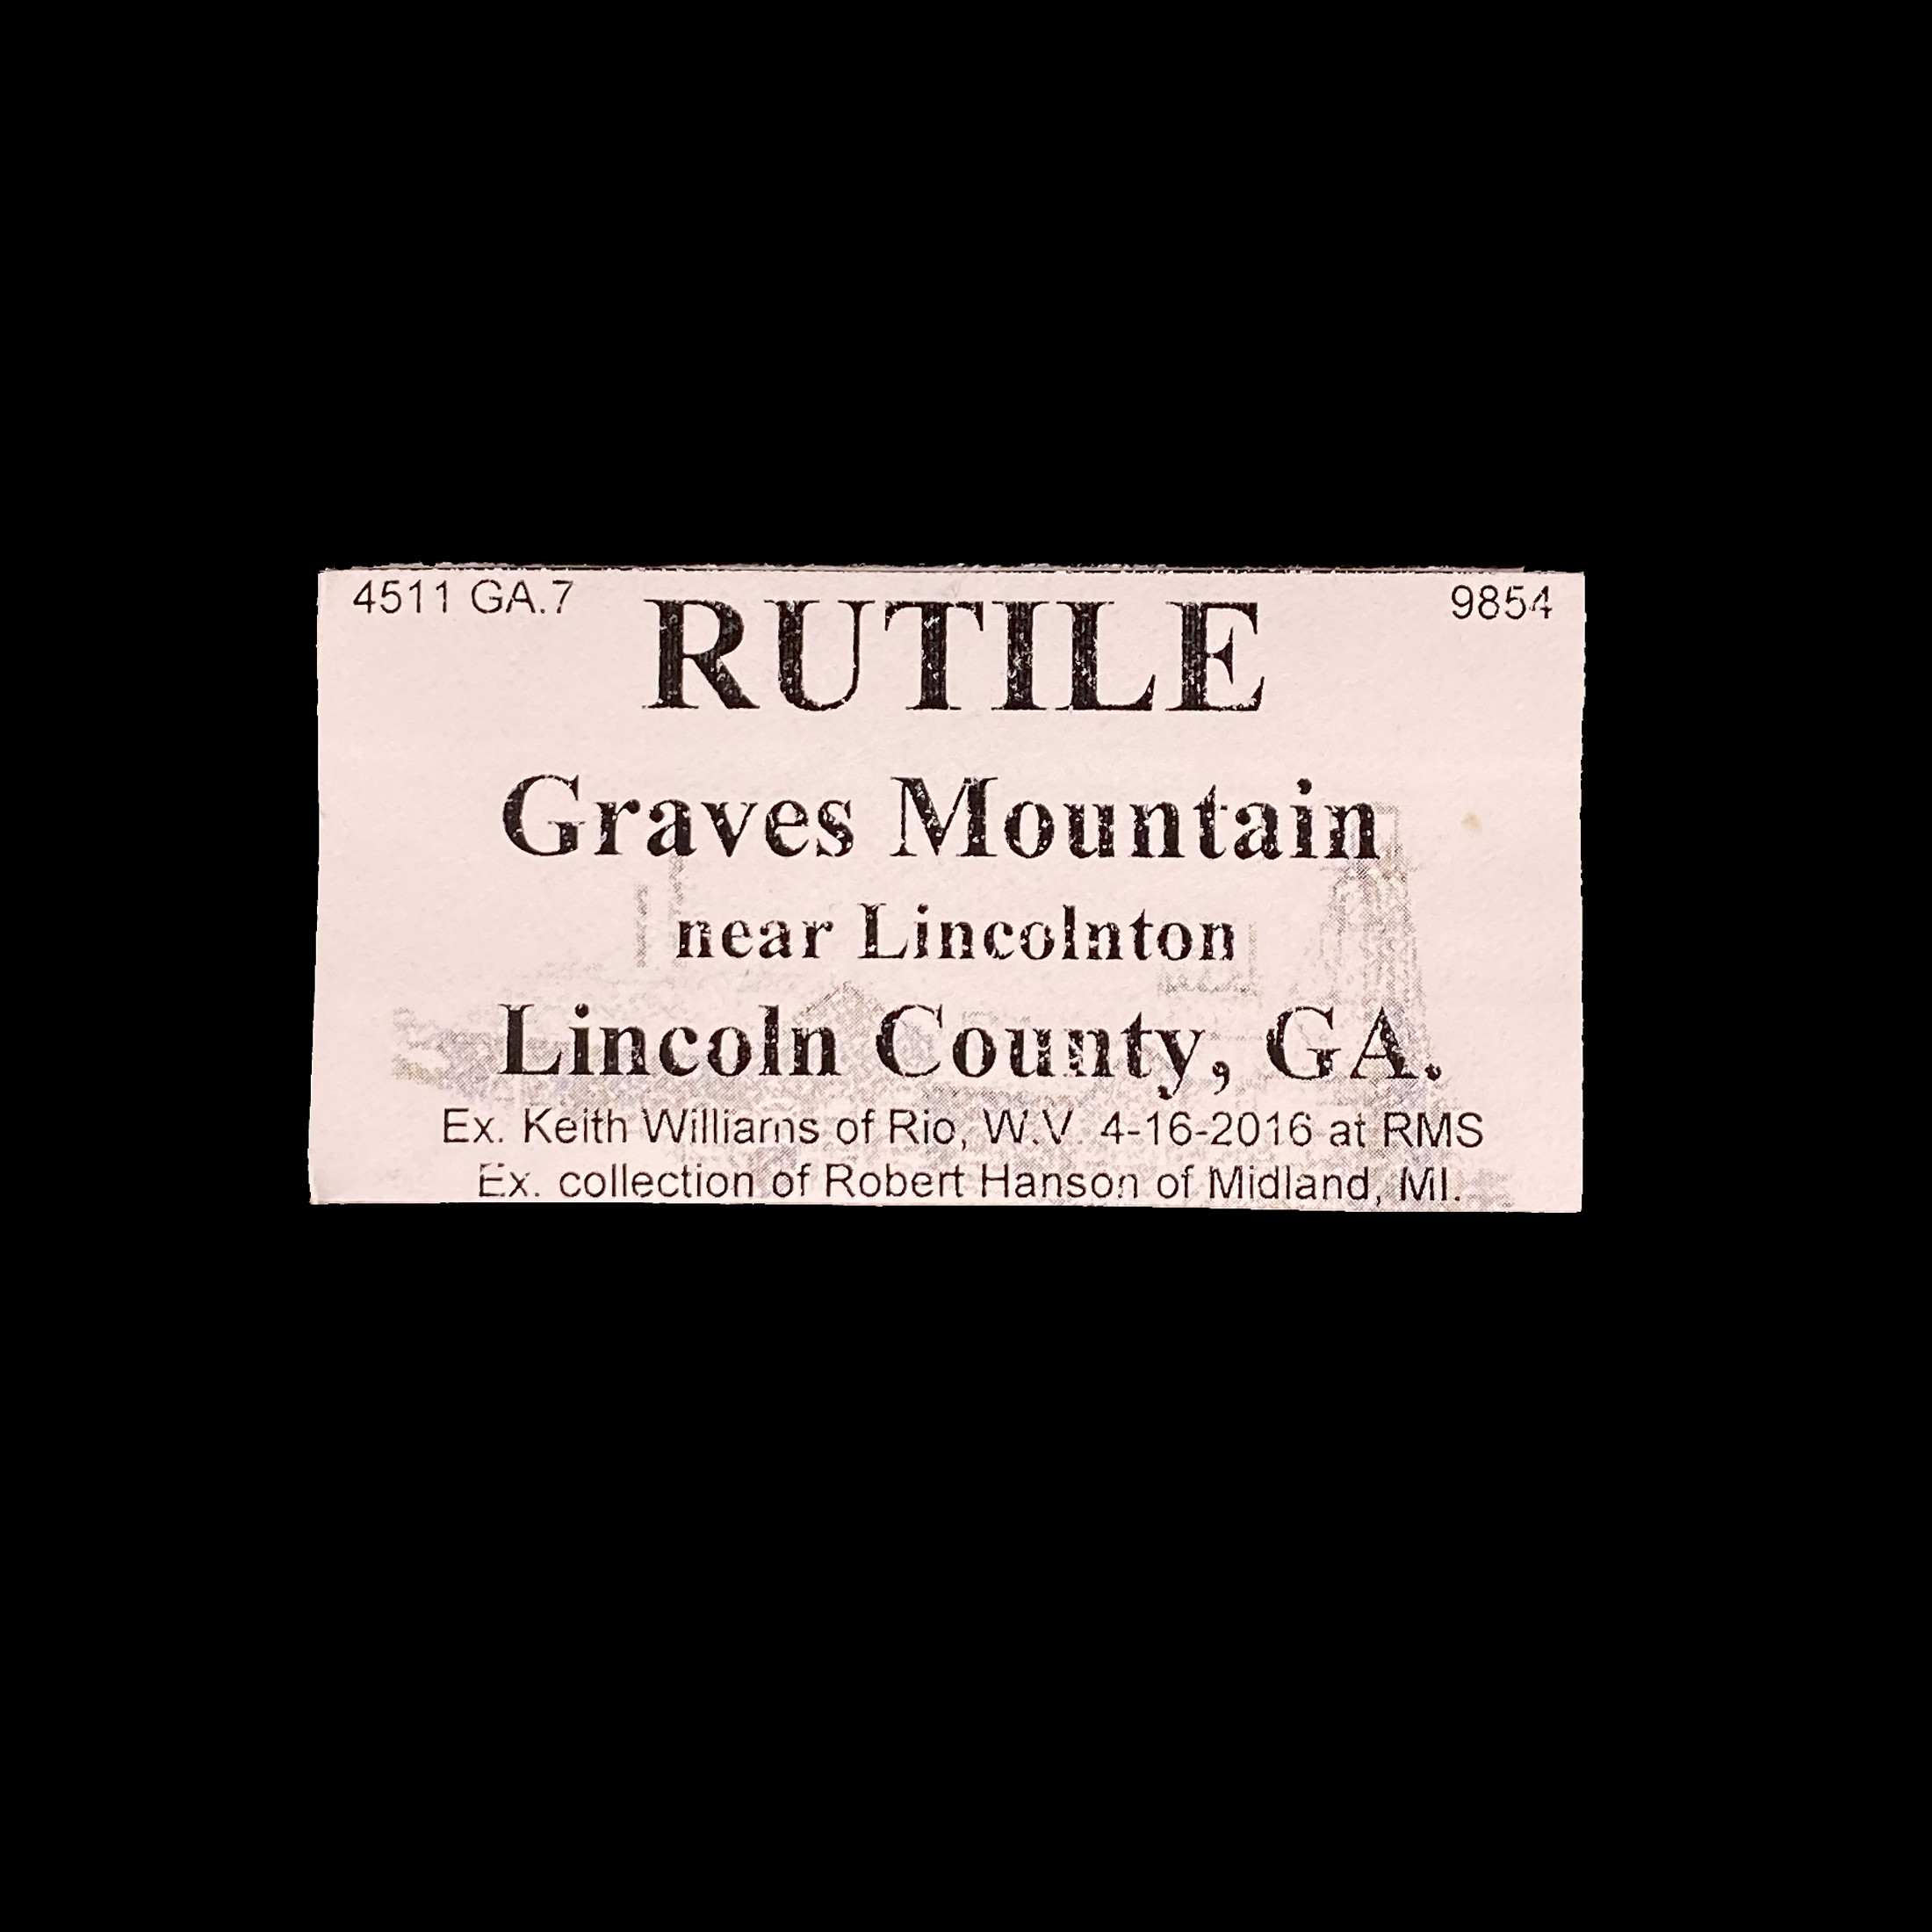 4511 GA.7
9854
RUTILE
Graves Mountain
near Lincolnton
Lincoln County, GA.
Ex. Keith Williams of Rio, W.V. 4-16-2016 at RMS
Ex. collection of Robert Hanson of Midland, MI.